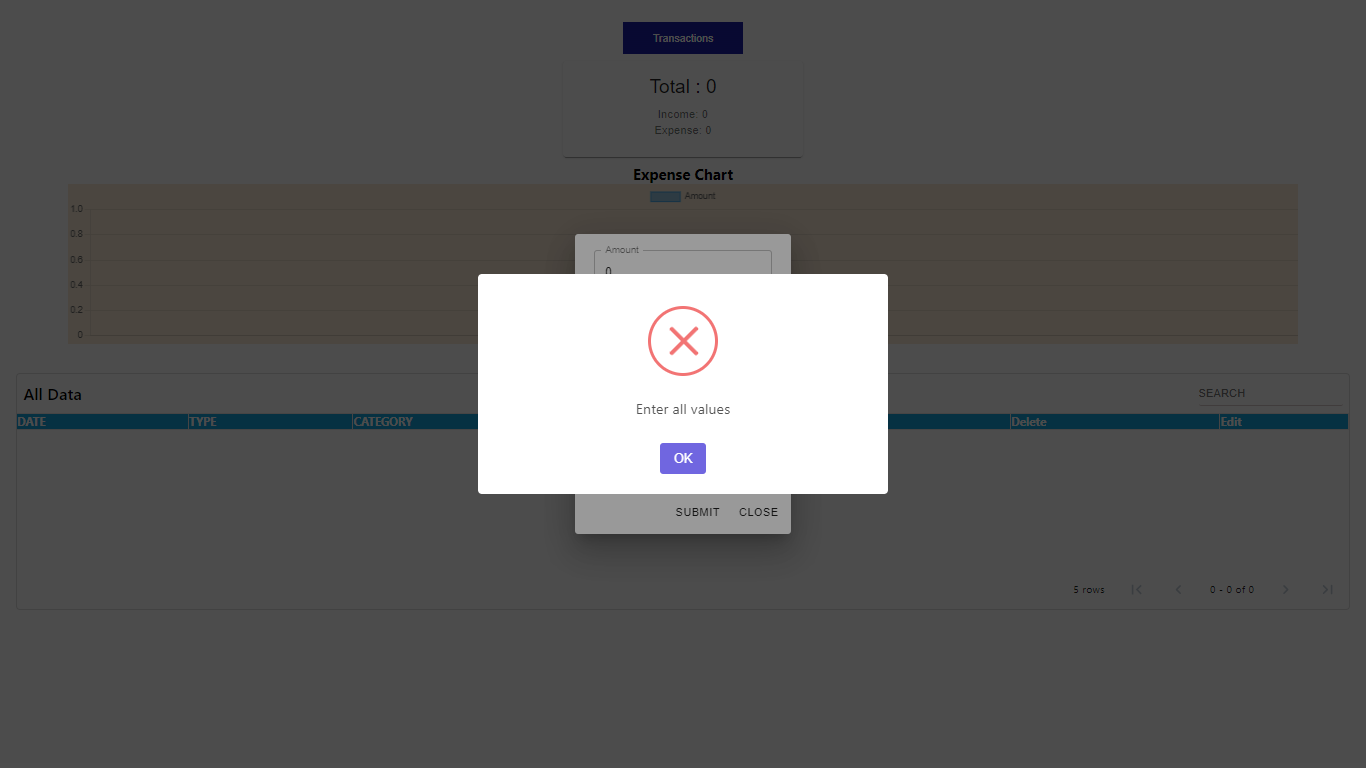 Transactions
Total : 0
Income: 0
Expense: 0
Expense Chart
Amount
1.0
0.8
0.6
0.4
0.2
0
Amount
0
Enter all values
OK
SUBMIT CLOSE
All Data
SEARCH
DATE TYPE CATEGORY Delete Edit
5 rows 0 - 0 of 0